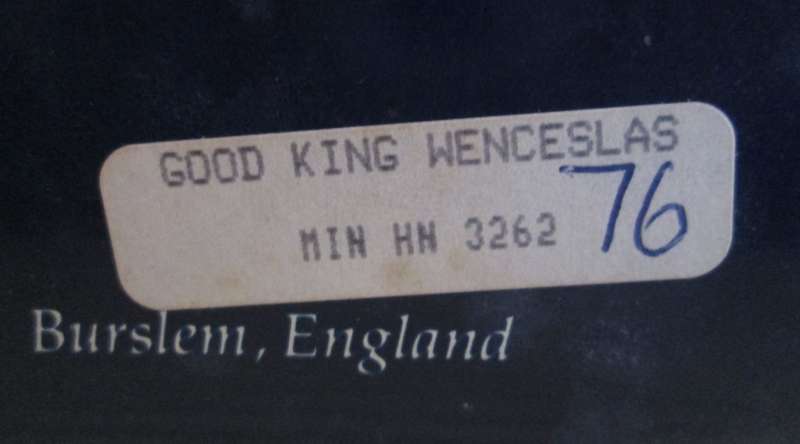 GOOD KING WENCESLAS
MIN HN 3262 76
Burslem, England